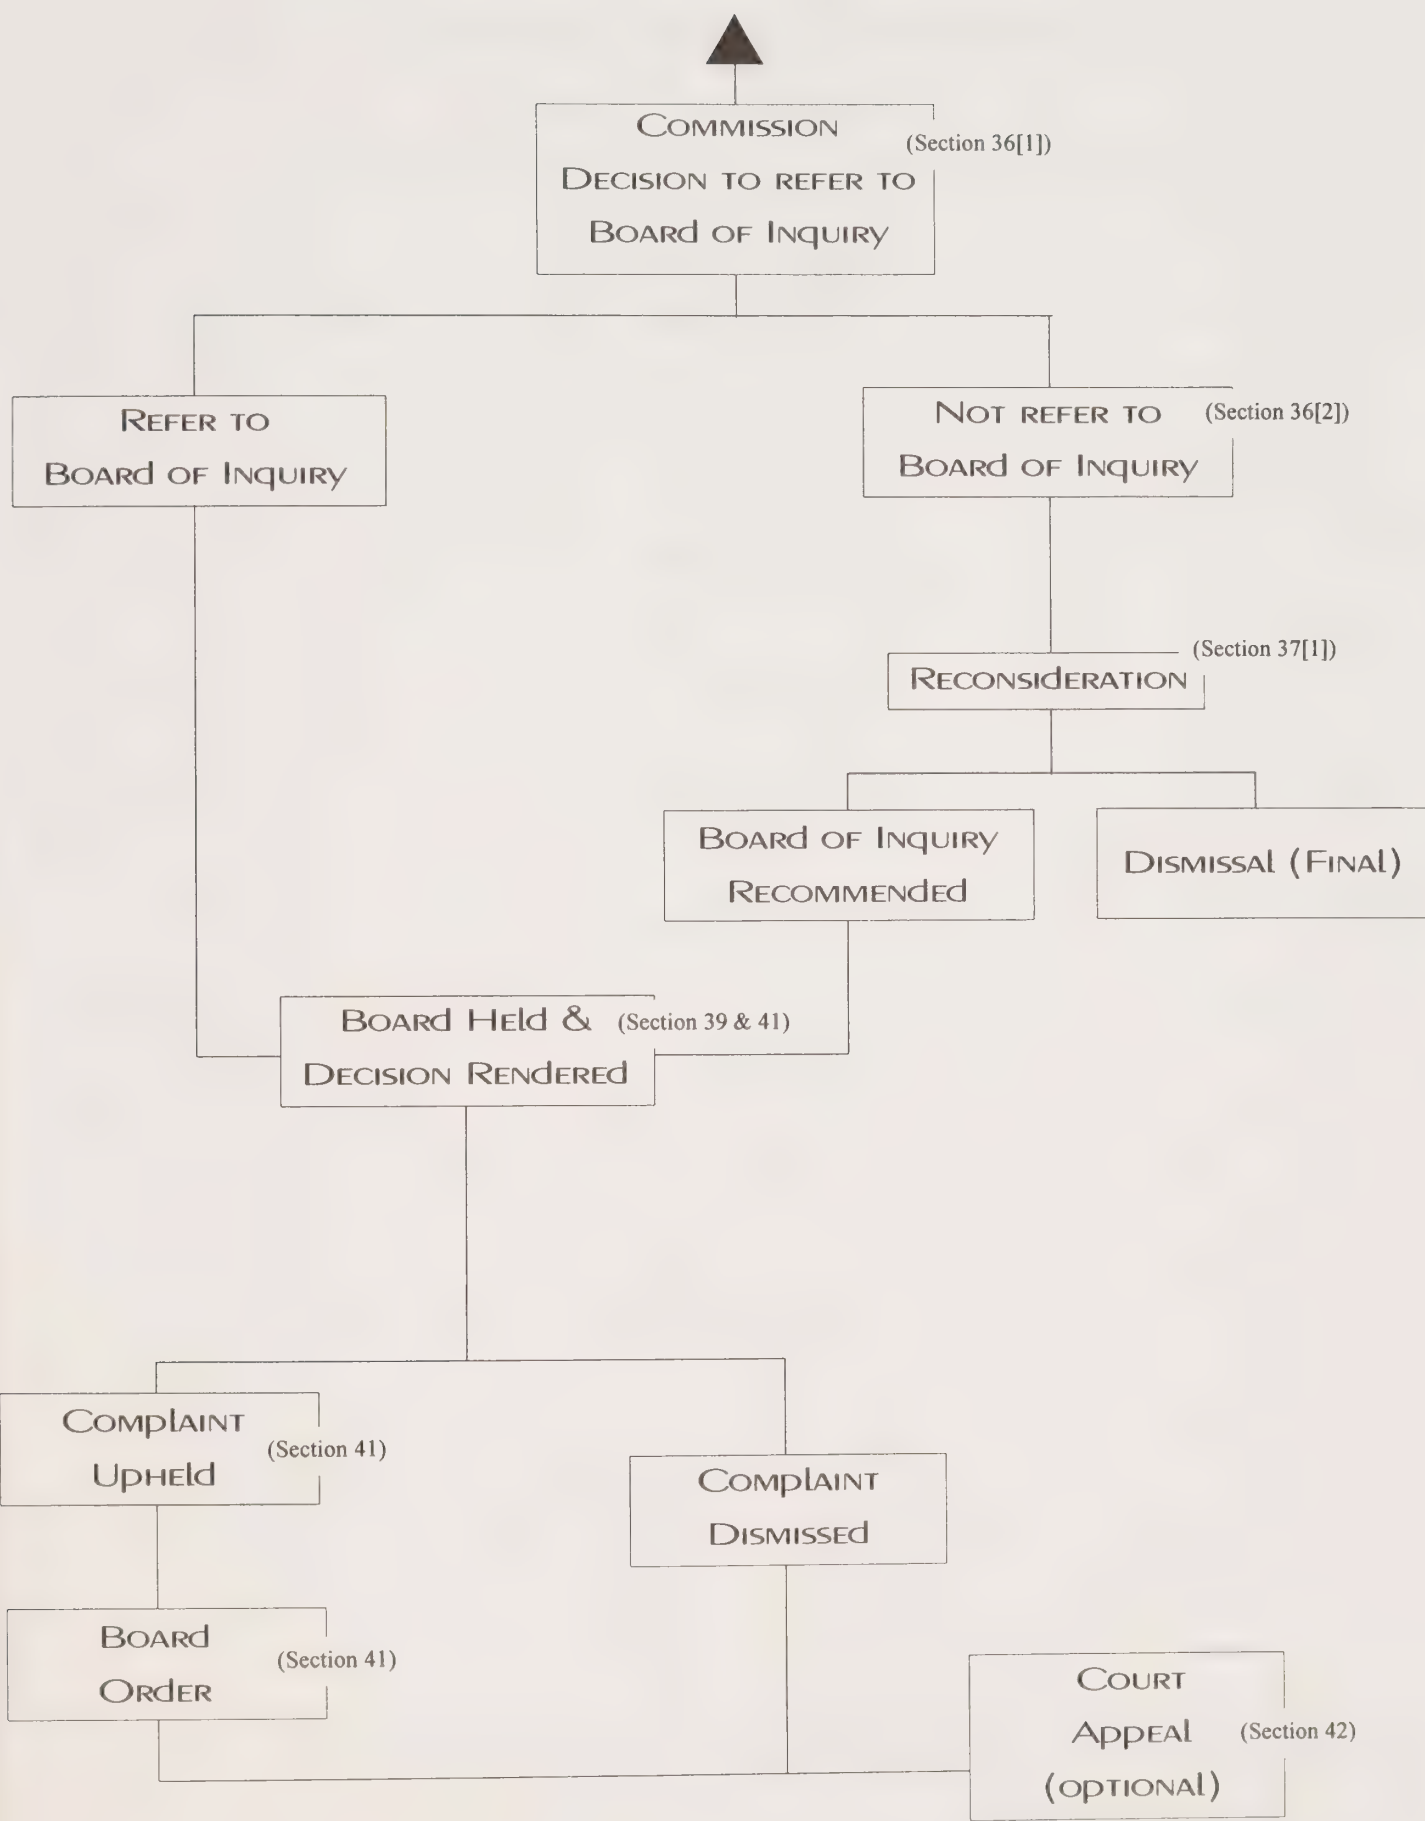 Commission
(Section 36[1])
Decision to refer to
Board of Inquiry
Refer to
Board of Inquiry
Not refer to
(Section 36[2])
Board of Inquiry
(Section 37[1])
Reconsideration
Board of Inquiry
Recommended
Dismissal (Final)
Board Held &
(Section 39 & 41)
Decision Rendered
Complaint
(Section 41)
Upheld
Complaint
Dismissed
Board
(Section 41)
Order
Court
Appeal
(Section 42)
(optional)